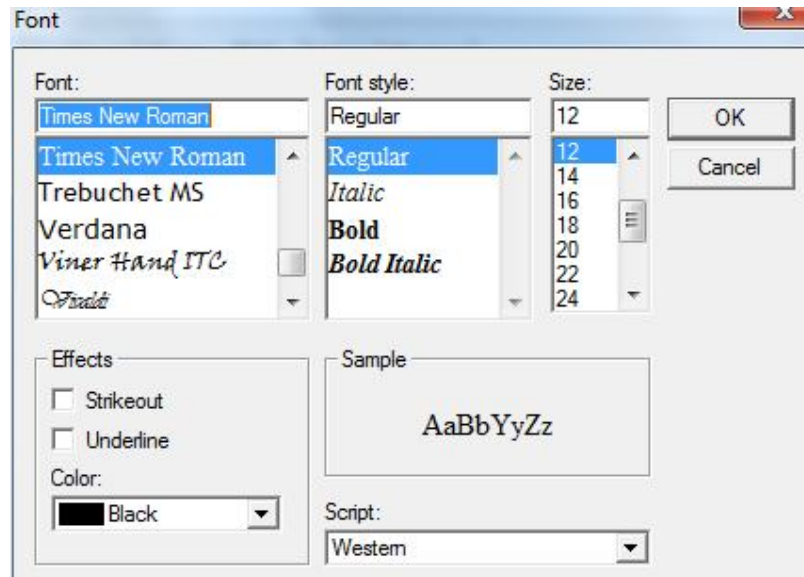 Font
Font: Font style: Size:
Times New Roman Regular 12 OK
Times New Roman Regular 12 Cancel
Trebuchet MS Italic 14
Verdana Bold 16
Viner Hand ITC Bold Italic 18
Vivaldi 20
22
24
Effects Sample
Strikeout
Underline AaBbYyZz
Color:
Black Script:
Western